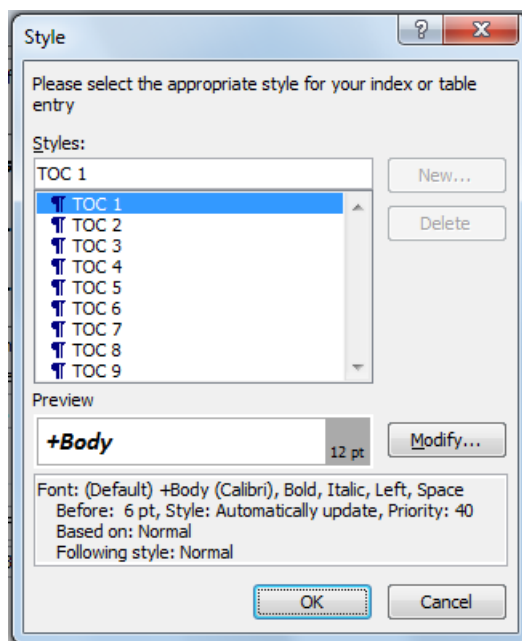 Style
Please select the appropriate style for your index or table
entry
Styles:
TOC 1
New...
TOC 1
TOC 2
Delete
TOC 3
TOC 4
TOC 5
TOC 6
TOC 7
TOC 8
TOC 9
Preview
+Body
12 pt
Modify...
Font: (Default) +Body (Calibri), Bold, Italic, Left, Space
Before: 6 pt, Style: Automatically update, Priority: 40
Based on: Normal
Following style: Normal
OK
Cancel